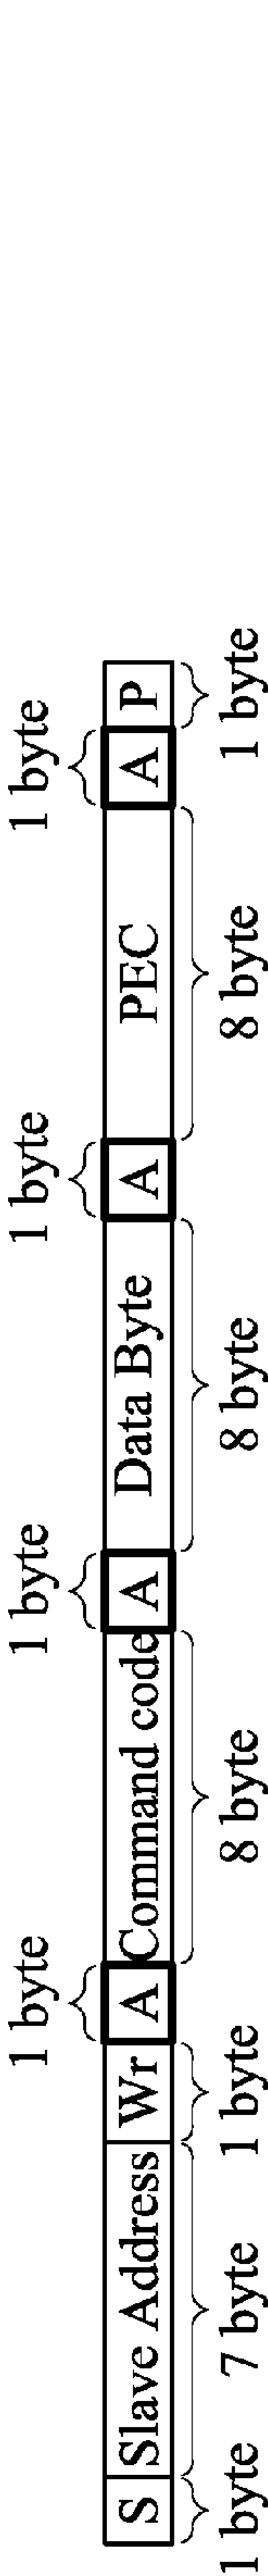 1 byte 1 byte 1 byte 1 byte
S Slave Address Wr A Command code A Data Byte A PEC A P
1 byte 7 byte 1 byte 8 byte 8 byte 8 byte 1 byte